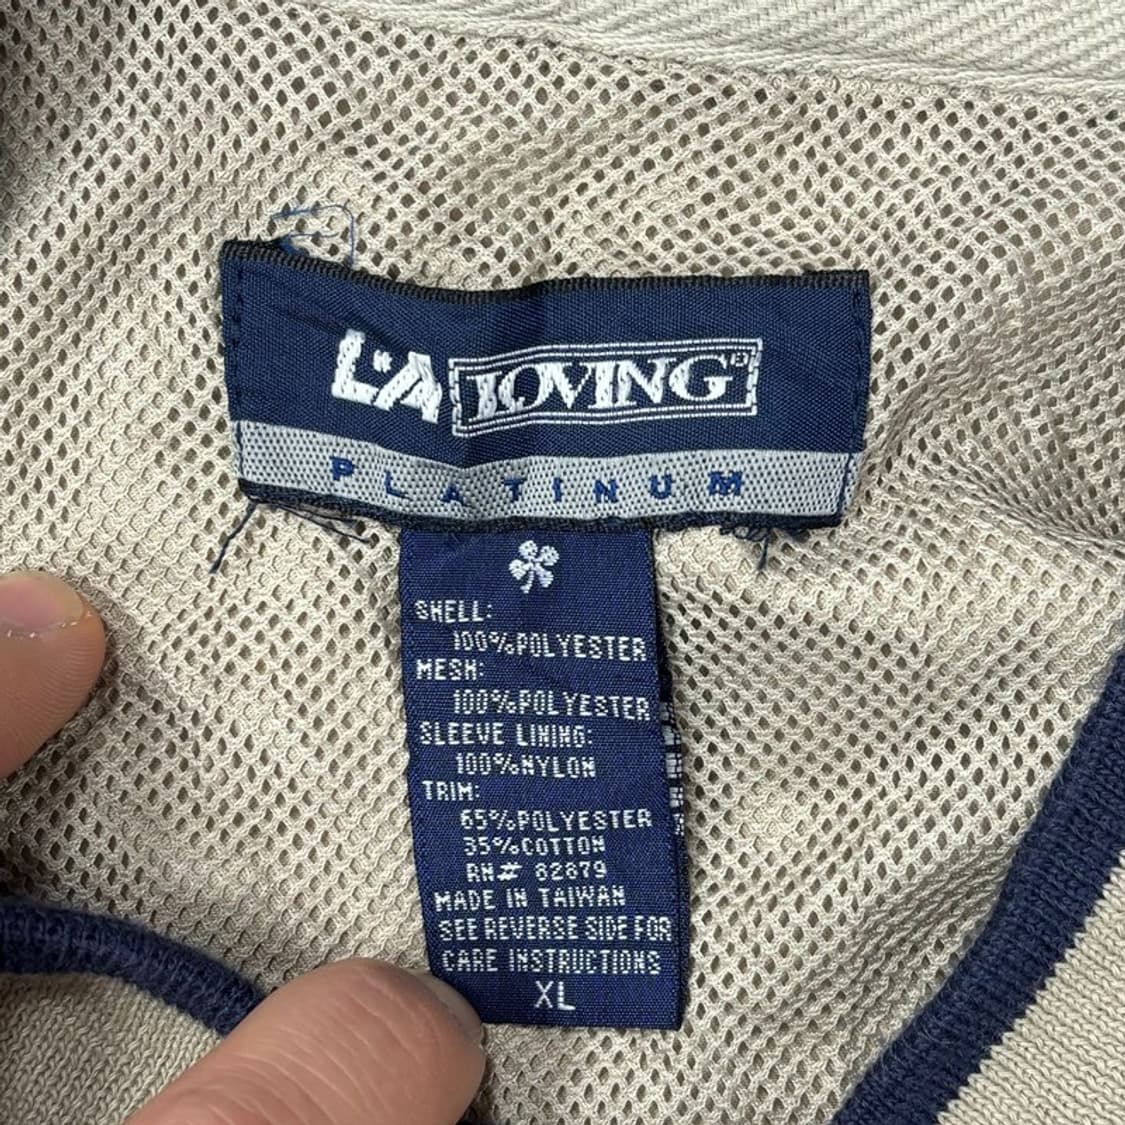 L.A LOVING®
PLATINUM
SHELL:
100%POLYESTER
MESH:
100%POLYESTER
SLEEVE LINING:
100%NYLON
TRIM:
65%POLYESTER
35%COTTON
RN# 82879
MADE IN TAIWAN
SEE REVERSE SIDE FOR
CARE INSTRUCTIONS
XL